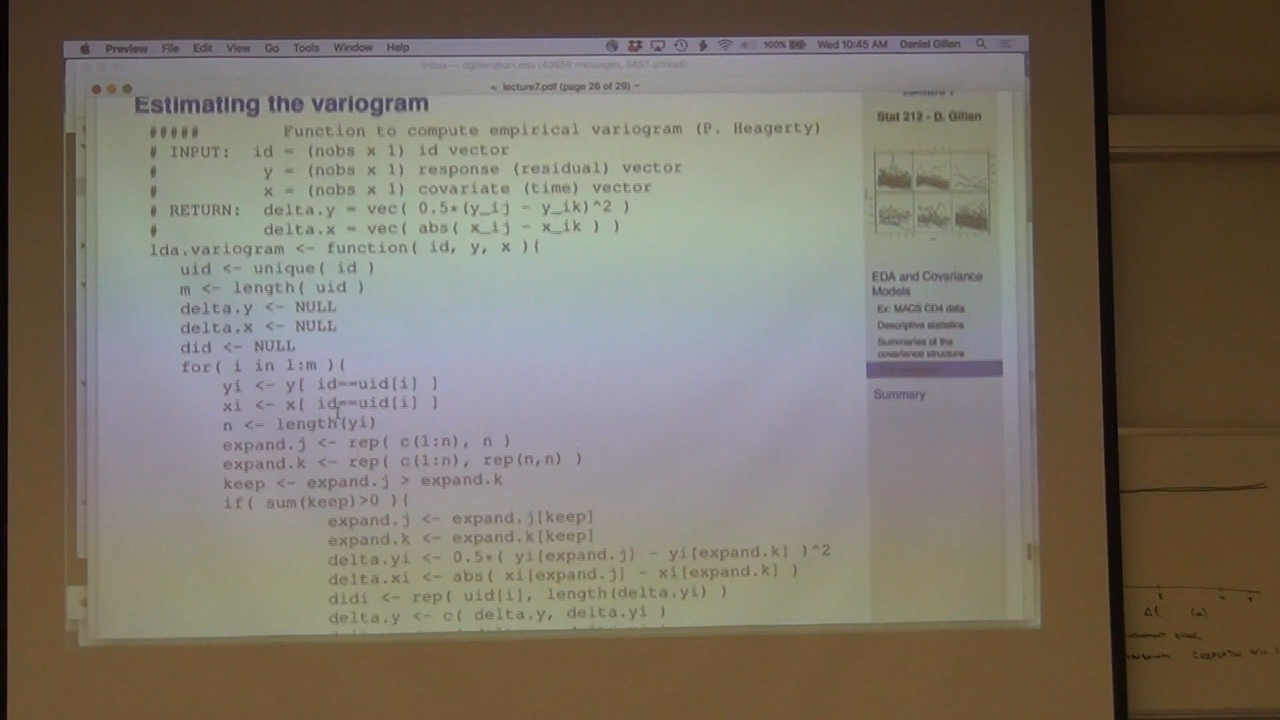 Preview File Edit View Go Tools Window Help
100% Wed 10:45 AM Daniel Gillen
lecture7.pdf (page 26 of 29)
Estimating the variogram
##### Function to compute empirical variogram (P. Heagerty)
# INPUT: id = (nobs x 1) id vector
# y = (nobs x 1) response (residual) vector
# x = (nobs x 1) covariate (time) vector
# RETURN: delta.y = vec( 0.5*(y_ij - y_ik)^2 )
# delta.x = vec( abs( x_ij - x_ik ) )
lda.variogram <- function( id, y, x ){
uid <- unique( id )
m <- length( uid )
delta.y <- NULL
delta.x <- NULL
did <- NULL
for( i in 1:m ){
yi <- y[ id==uid[i] ]
xi <- x[ id==uid[i] ]
n <- length(yi)
expand.j <- rep( c(1:n), n )
expand.k <- rep( c(1:n), rep(n,n) )
keep <- expand.j > expand.k
if( sum(keep)>0 ){
expand.j <- expand.j[keep]
expand.k <- expand.k[keep]
delta.yi <- 0.5*( yi[expand.j] - yi[expand.k] )^2
delta.xi <- abs( xi[expand.j] - xi[expand.k] )
didi <- rep( uid[i], length(delta.yi) )
delta.y <- c( delta.y, delta.yi )
Stat 212 - D. Gillen
EDA and Covariance
Models
Ex: MACS CD4 data
Descriptive statistics
Summaries of the
covariance structure
Summary
Δt (u)